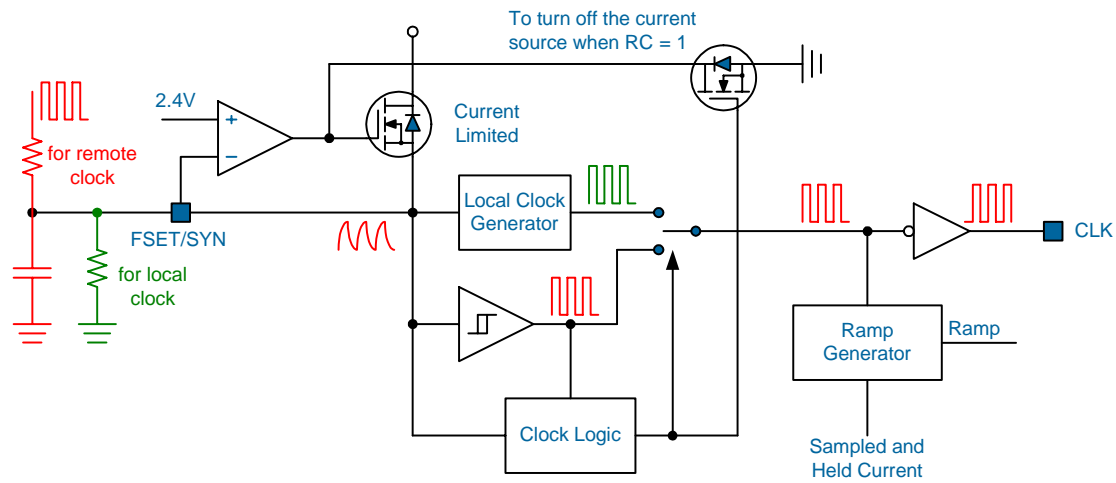 To turn off the current
source when RC = 1
2.4V
+
−
Current
Limited
for remote
clock
FSET/SYN
for local
clock
Local Clock
Generator
CLK
Ramp
Generator
Ramp
Clock Logic
Sampled and
Held Current